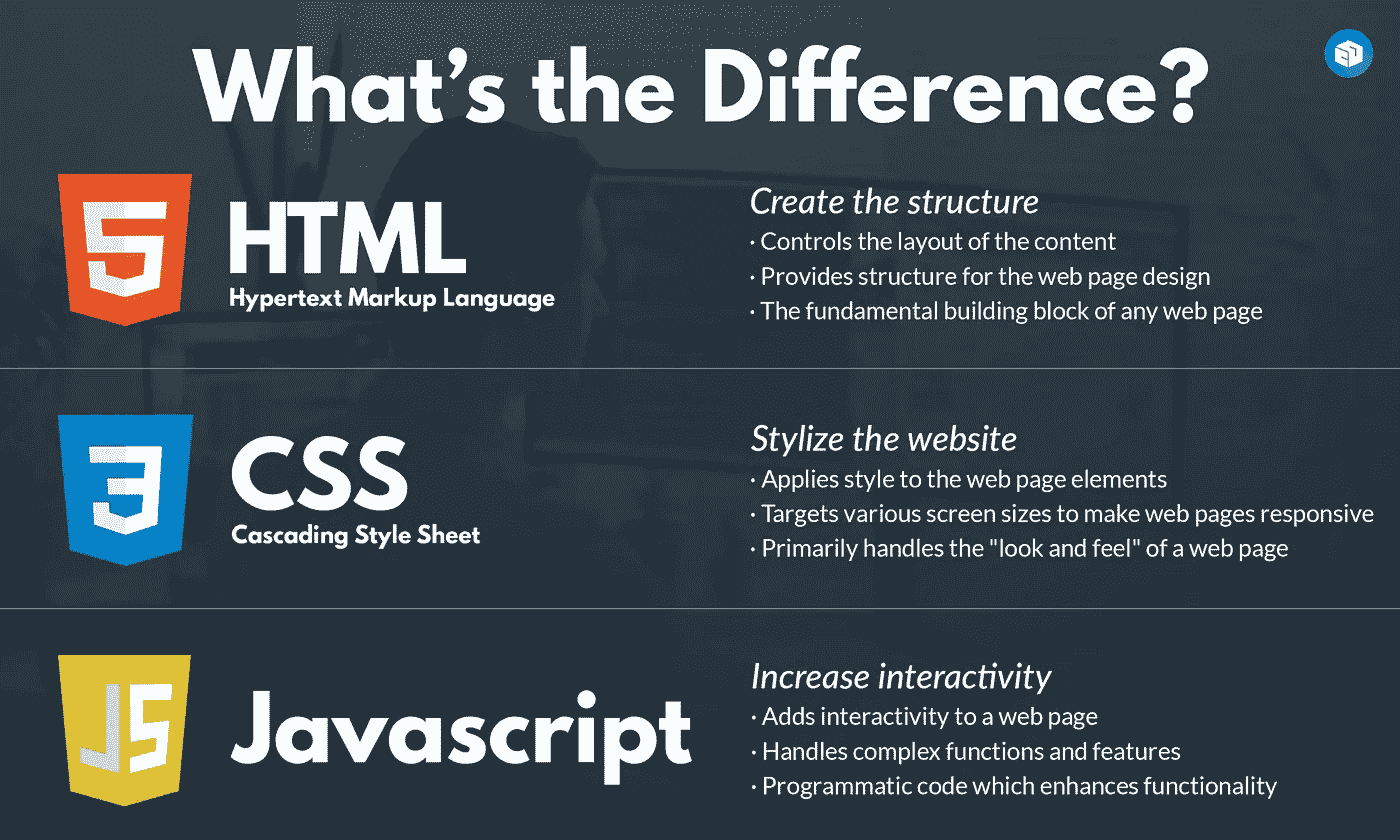 What's the Difference?
HTML
Hypertext Markup Language
Create the structure
· Controls the layout of the content
· Provides structure for the web page design
· The fundamental building block of any web page
CSS
Cascading Style Sheet
Stylize the website
· Applies style to the web page elements
· Targets various screen sizes to make web pages responsive
· Primarily handles the "look and feel" of a web page
JS
Javascript
Increase interactivity
· Adds interactivity to a web page
· Handles complex functions and features
· Programmatic code which enhances functionality